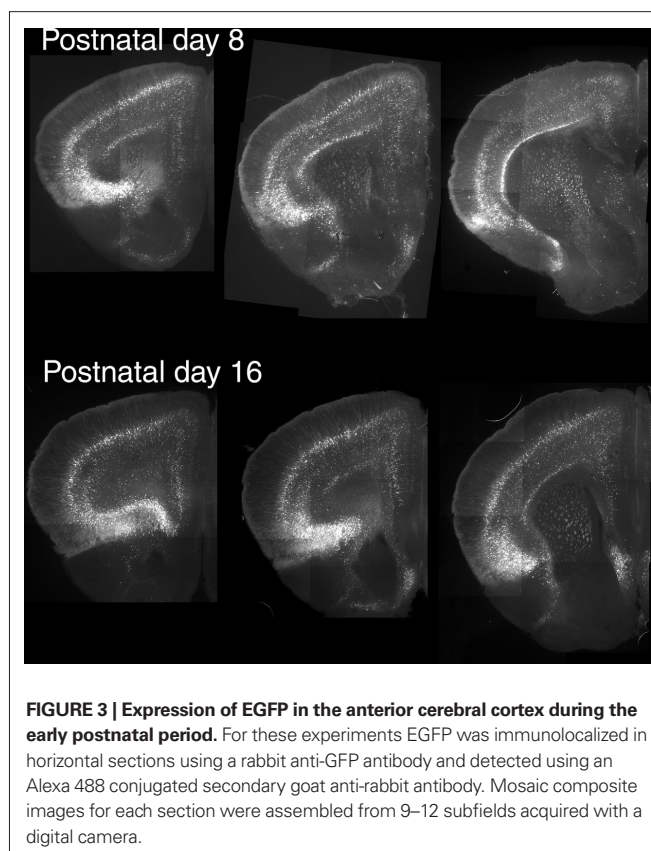 Postnatal day 8
Postnatal day 16
FIGURE 3 | Expression of EGFP in the anterior cerebral cortex during the
early postnatal period. For these experiments EGFP was immunolocalized in
horizontal sections using a rabbit anti-GFP antibody and detected using an
Alexa 488 conjugated secondary goat anti-rabbit antibody. Mosaic composite
images for each section were assembled from 9–12 subfields acquired with a
digital camera.